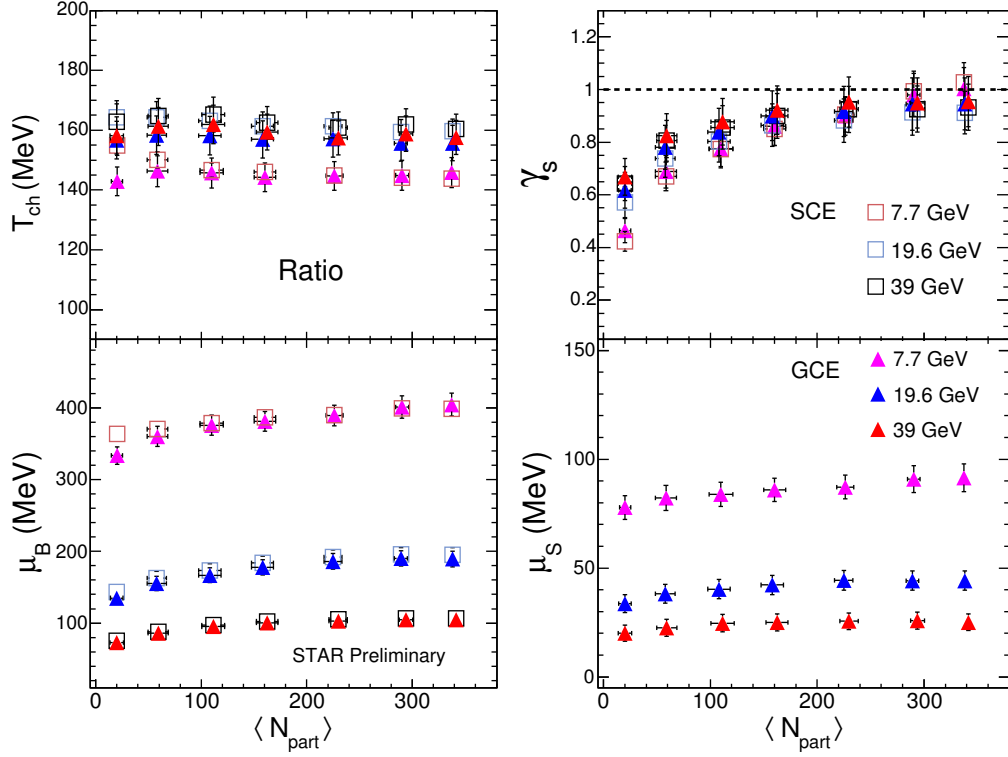 200
180
160
140
120
100
T_ch (MeV)
Ratio
1.2
1
0.8
0.6
0.4
0.2
γ_s
SCE
7.7 GeV
19.6 GeV
39 GeV
400
300
200
100
μ_B (MeV)
STAR Preliminary
0 100 200 300
⟨ N_part ⟩
150
100
50
0
μ_S (MeV)
GCE
7.7 GeV
19.6 GeV
39 GeV
0 100 200 300
⟨ N_part ⟩